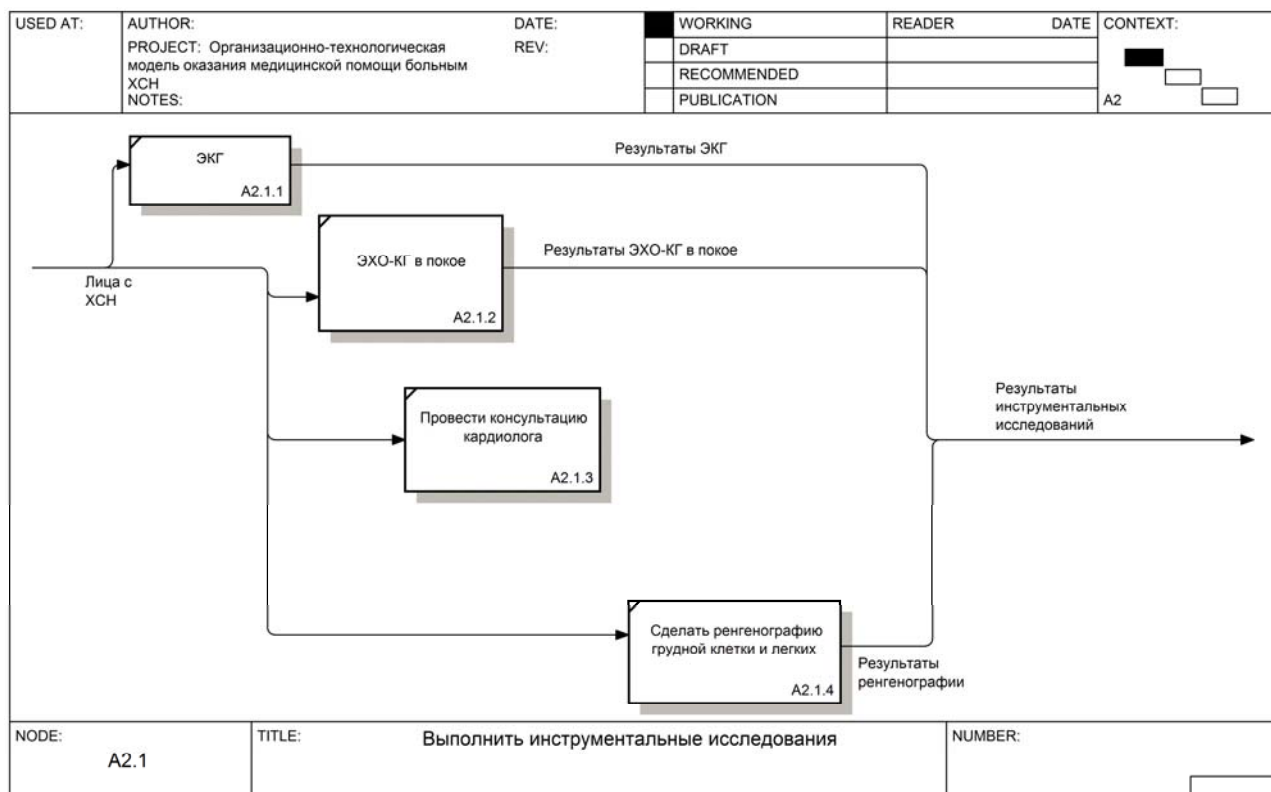 USED AT:
AUTHOR:
DATE:
PROJECT: Организационно-технологическая
модель оказания медицинской помощи больным
ХСН
REV:
NOTES:
WORKING
DRAFT
RECOMMENDED
PUBLICATION
READER
DATE
CONTEXT:
A2
ЭКГ
A2.1.1
Результаты ЭКГ
ЭХО-КГ в покое
A2.1.2
Результаты ЭХО-КГ в покое
Лица с
ХСН
Провести консультацию
кардиолога
A2.1.3
Результаты
инструментальных
исследований
Сделать ренгенографию
грудной клетки и легких
A2.1.4
Результаты
ренгенографии
NODE:
A2.1
TITLE:
Выполнить инструментальные исследования
NUMBER: